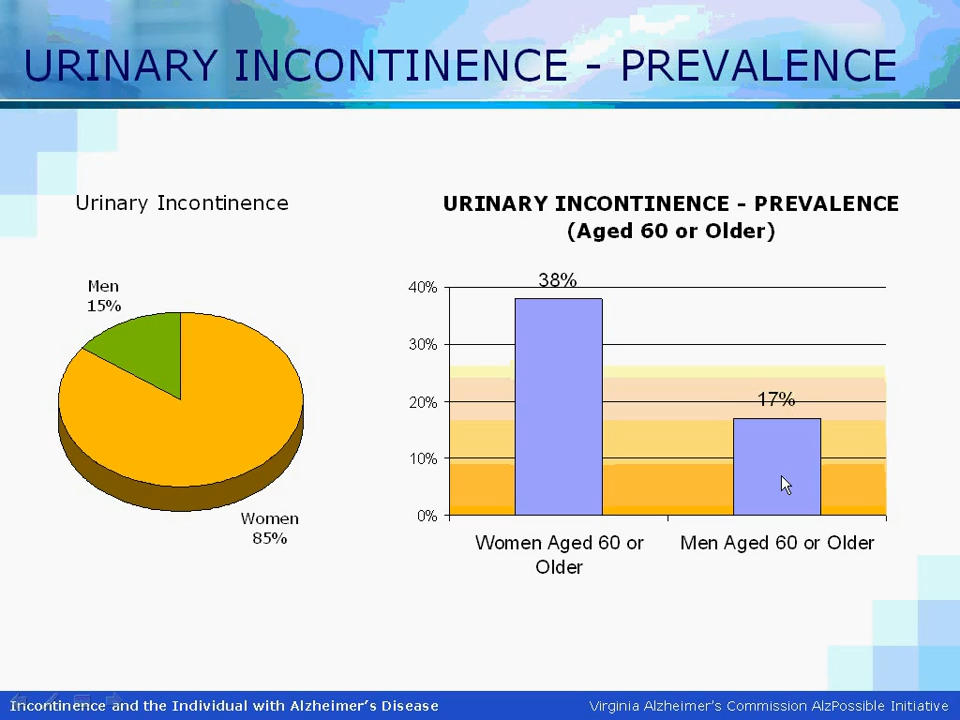 URINARY INCONTINENCE - PREVALENCE
Urinary Incontinence
Men
15%
Women
85%
URINARY INCONTINENCE - PREVALENCE
(Aged 60 or Older)
40%
30%
20%
10%
0%
38%
17%
Women Aged 60 or
Older
Men Aged 60 or Older
Incontinence and the Individual with Alzheimer's Disease
Virginia Alzheimer's Commission AlzPossible Initiative